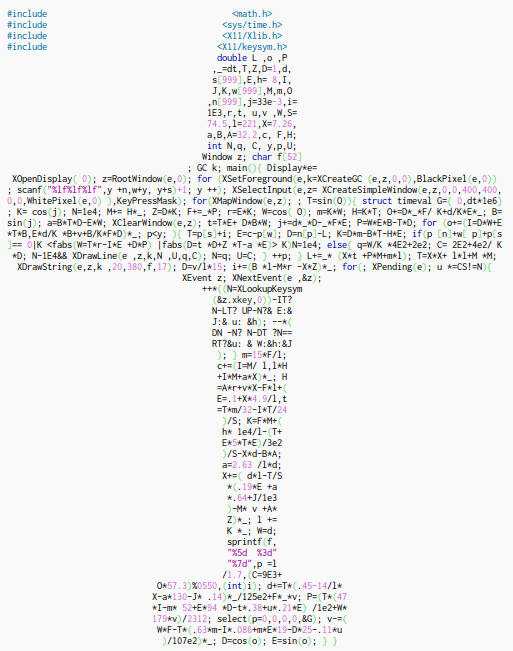 #include <math.h>
#include <sys/time.h>
#include <X11/Xlib.h>
#include <X11/keysym.h>
double L ,o ,P
,_=dt,T,Z,D=1,d,
s[999],E,h= 8,I,
J,K,w[999],M,m,O
,n[999],j=33e-3,i=
1E3,r,t, u,v ,W,S=
74.5,l=221,X=7.26,
a,B,A=32.2,c, F,H;
int N,q, C, y,p,U;
Window z; char f[52]
; GC k; main(){ Display*e=
XOpenDisplay( 0); z=RootWindow(e,0); for (XSetForeground(e,k=XCreateGC (e,z,0,0),BlackPixel(e,0))
; scanf("%lf%lf%lf",y +n,w+y, y+s)+1; y ++); XSelectInput(e,z= XCreateSimpleWindow(e,z,0,0,400,400,
0,0,WhitePixel(e,0) ),KeyPressMask); for(XMapWindow(e,z); ; T=sin(O)){ struct timeval G={ 0,dt*1e6}
; K= cos(j); N=1e4; M+= H*_; Z=D*K; F+=_*P; r=E*K; W=cos( O); m=K*W; H=K*T; O+=D*_*F/ K+d/K*E*_; B=
sin(j); a=B*T*D-E*W; XClearWindow(e,z); t=T*E+ D*B*W; j+=d*_*D-_*F*E; P=W*E*B-T*D; for (o+=(I=D*W+E
*T*B,E*d/K *B+v+B/K*F*D)*_; p<y; ){ T=p[s]+i; E=c-p[w]; D=n[p]-L; K=D*m-B*T-H*E; if(p [n]+w[ p]+p[s
]== 0|K <fabs(W=T*r-I*E +D*P) |fabs(D=t *D+Z *T-a *E)> K)N=1e4; else{ q=W/K *4E2+2e2; C= 2E2+4e2/ K
*D; N-1E4&& XDrawLine(e ,z,k,N ,U,q,C); N=q; U=C; } ++p; } L+=_* (X*t +P*M+m*l); T=X*X+ l*l+M *M;
XDrawString(e,z,k ,20,380,f,17); D=v/l*15; i+=(B *l-M*r -X*Z)*_; for(; XPending(e); u *=CS!=N){
XEvent z; XNextEvent(e ,&z);
++*((N=XLookupKeysym
(&z.xkey,0))-IT?
N-LT? UP-N?& E:&
J:& u: &h); --*(
DN -N? N-DT ?N==
RT?&u: & W:&h:&J
); } m=15*F/l;
c+=(I=M/ l,l*H
+I*M+a*X)*_; H
=A*r+v*X-F*l+(
E=.1+X*4.9/l,t
=T*m/32-I*T/24
)/S; K=F*M+(
h* 1e4/l-(T+
E*5*T*E)/3e2
)/S-X*d-B*A;
a=2.63 /l*d;
X+=( d*l-T/S
*(.19*E +a
*.64+J/1e3
)-M* v +A*
Z)*_; l +=
K *_; W=d;
sprintf(f,
"%5d  %3d"
"%7d",p =l
/1.7,(C=9E3+
O*57.3)%0550,(int)i); d+=T*(.45-14/l*
X-a*130-J* .14)*_/125e2+F*_*v; P=(T*(47
*I-m* 52+E*94 *D-t*.38+u*.21*E) /1e2+W*
179*v)/2312; select(p=0,0,0,0,&G); v-=(
W*F-T*(.63*m-I*.086+m*E*19-D*25-.11*u
)/107e2)*_; D=cos(o); E=sin(o); } }